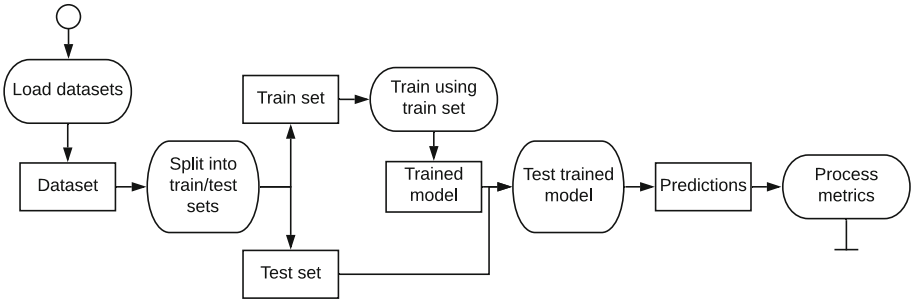 Load datasets
Dataset
Split into
train/test
sets
Train set
Test set
Train using
train set
Trained
model
Test trained
model
Predictions
Process
metrics